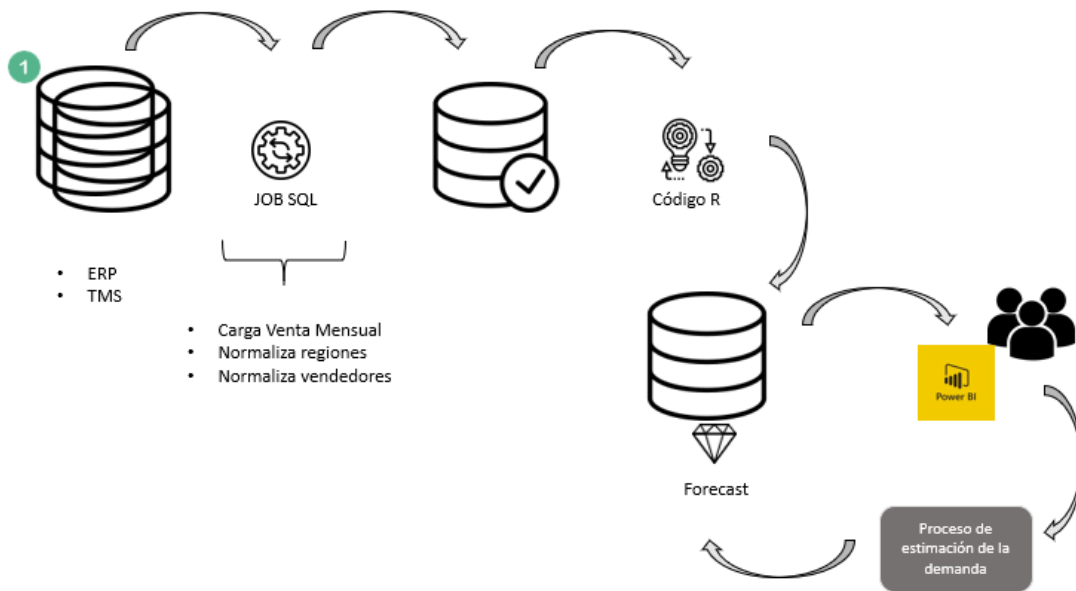 1
JOB SQL
Código R
ERP
TMS
Carga Venta Mensual
Normaliza regiones
Normaliza vendedores
Power BI
Forecast
Proceso de
estimación de la
demanda